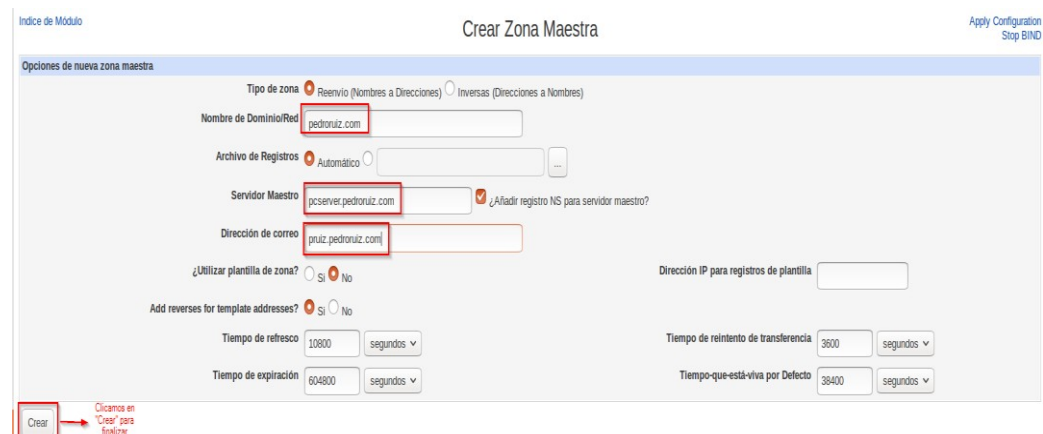 Indice de Módulo
Crear Zona Maestra
Apply Configuration
Stop BIND
Opciones de nueva zona maestra
Tipo de zona Reenvío (Nombres a Direcciones) Inversas (Direcciones a Nombres)
Nombre de Dominio/Red pedroruiz.com
Archivo de Registros Automático ...
Servidor Maestro pcserver.pedroruiz.com ¿Añadir registro NS para servidor maestro?
Dirección de correo pruiz.pedroruiz.com
¿Utilizar plantilla de zona? Si No Dirección IP para registros de plantilla
Add reverses for template addresses? Si No
Tiempo de refresco 10800 segundos Tiempo de reintento de transferencia 3600 segundos
Tiempo de expiración 604800 segundos Tiempo-que-está-viva por Defecto 38400 segundos
Crear
Clicamos en
"Crear" para
finalizar